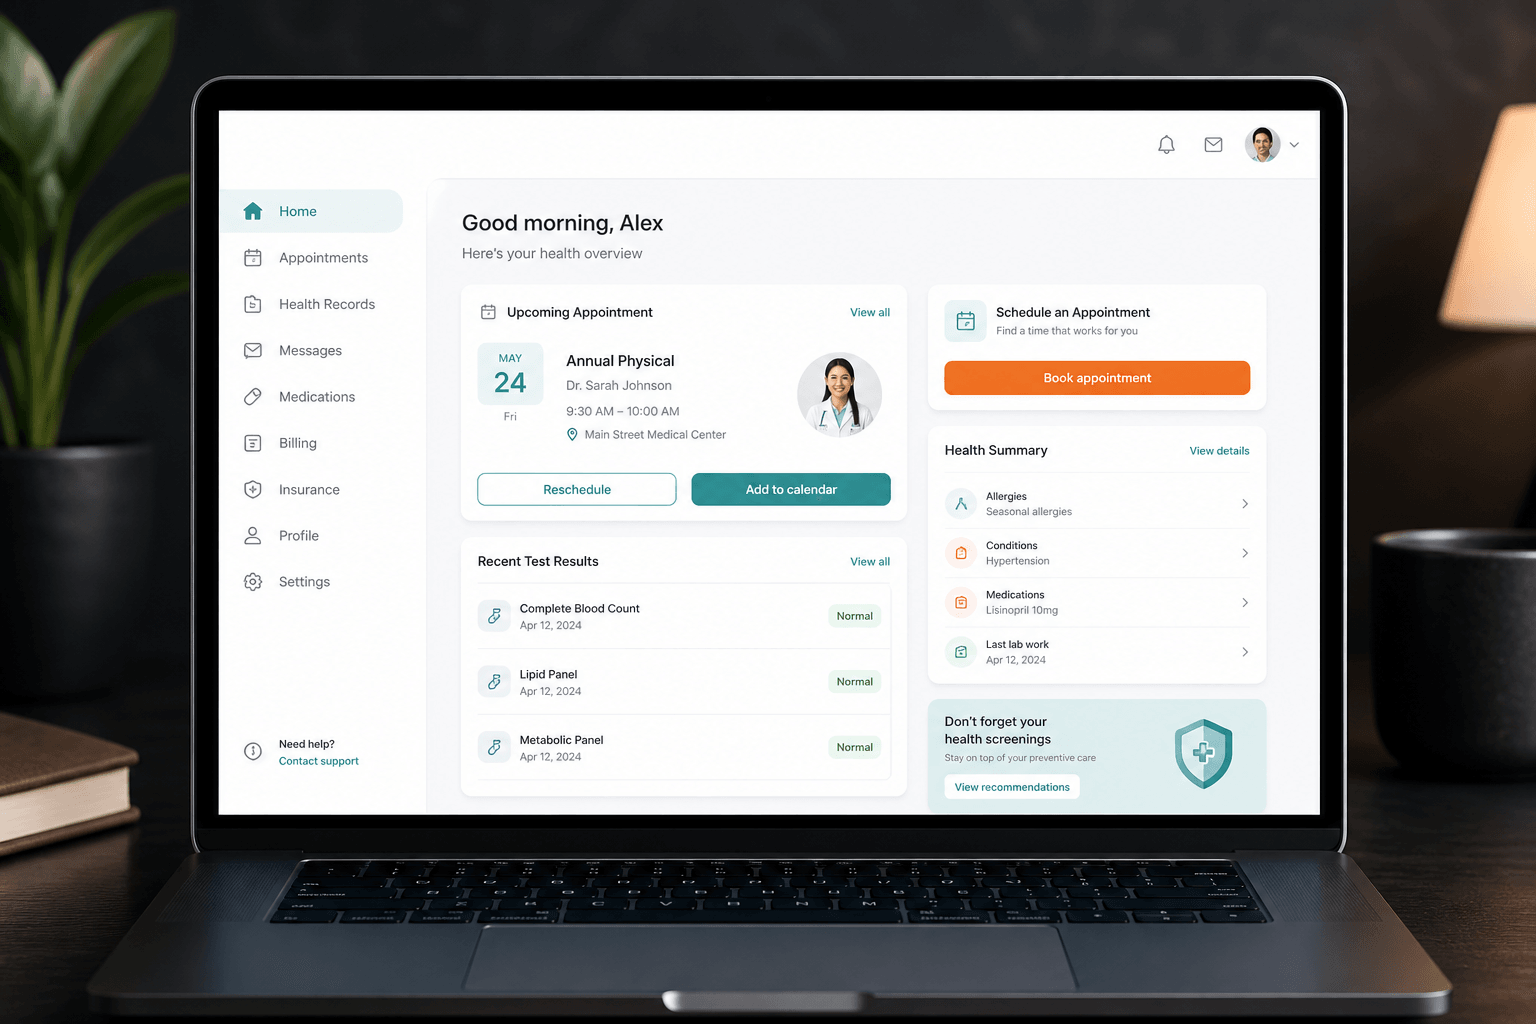 Home
Appointments
Health Records
Messages
Medications
Billing
Insurance
Profile
Settings
Need help?
Contact support
Good morning, Alex
Here's your health overview
Upcoming Appointment
View all
MAY
24
Fri
Annual Physical
Dr. Sarah Johnson
9:30 AM – 10:00 AM
Main Street Medical Center
Reschedule
Add to calendar
Recent Test Results
View all
Complete Blood Count
Apr 12, 2024
Normal
Lipid Panel
Apr 12, 2024
Normal
Metabolic Panel
Apr 12, 2024
Normal
Schedule an Appointment
Find a time that works for you
Book appointment
Health Summary
View details
Allergies
Seasonal allergies
Conditions
Hypertension
Medications
Lisinopril 10mg
Last lab work
Apr 12, 2024
Don't forget your
health screenings
Stay on top of your preventive care
View recommendations